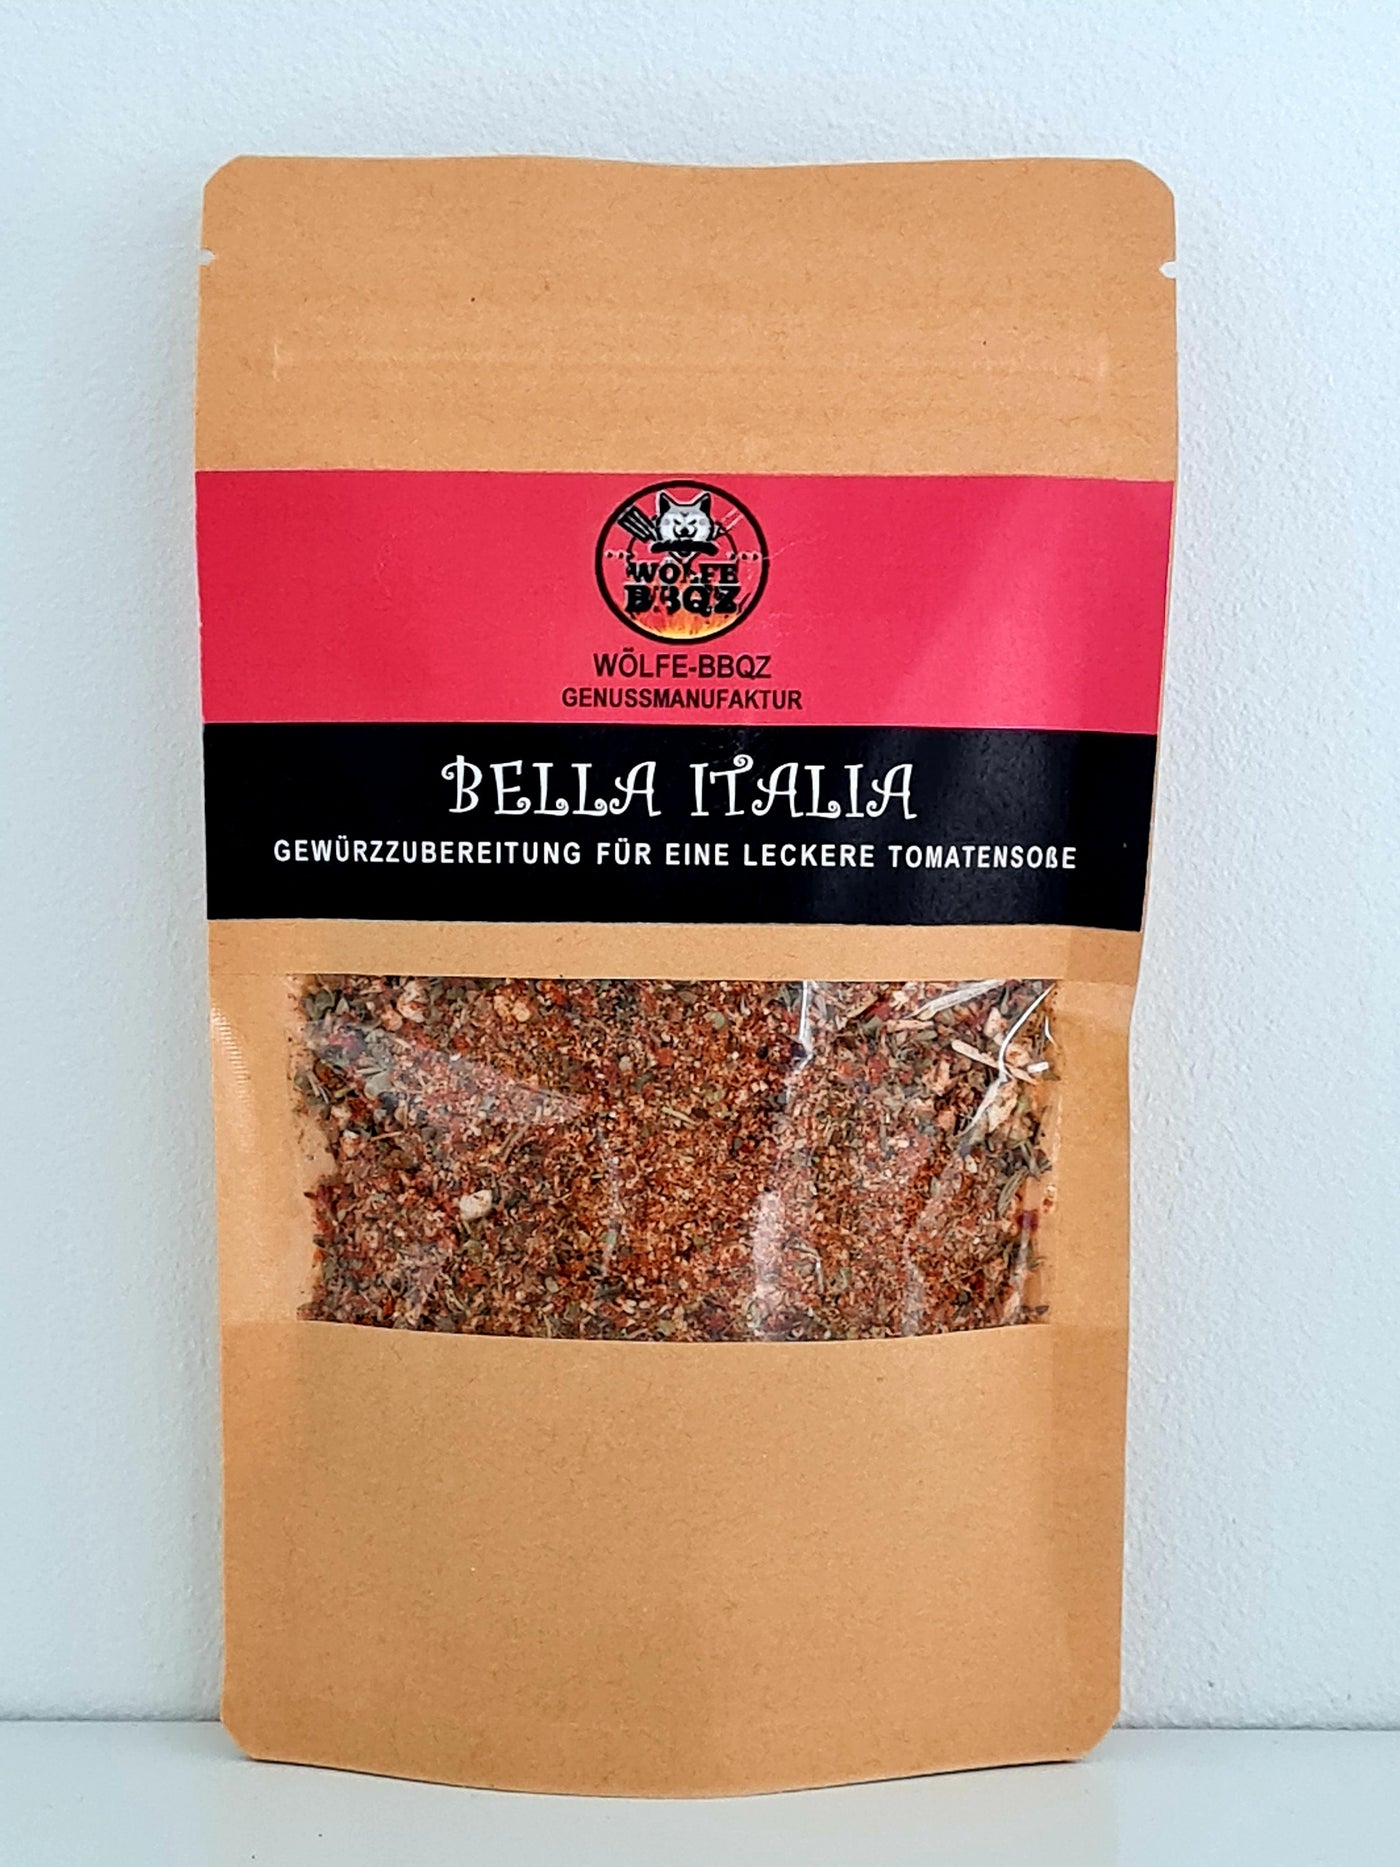 WÖLFE
BBQZ
WÖLFE-BBQZ
GENUSSMANUFAKTUR
BELLA ITALIA
GEWÜRZZUBEREITUNG FÜR EINE LECKERE TOMATENSOßE